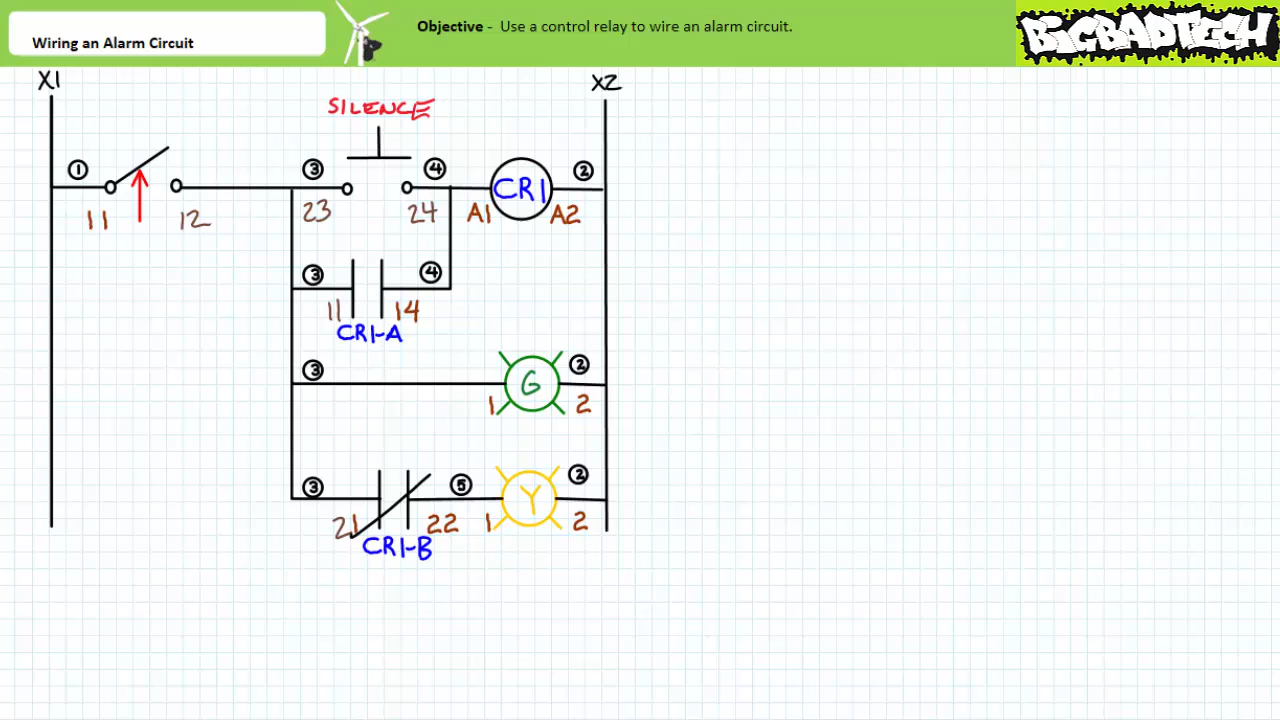 Wiring an Alarm Circuit
Objective - Use a control relay to wire an alarm circuit.
BIGBADTECH
X1
X2
SILENCE
1
3
4
2
CR1
11
12
23
24
A1
A2
3
4
11
14
CR1-A
3
2
G
1
2
3
5
2
Y
21
22
1
2
CR1-B